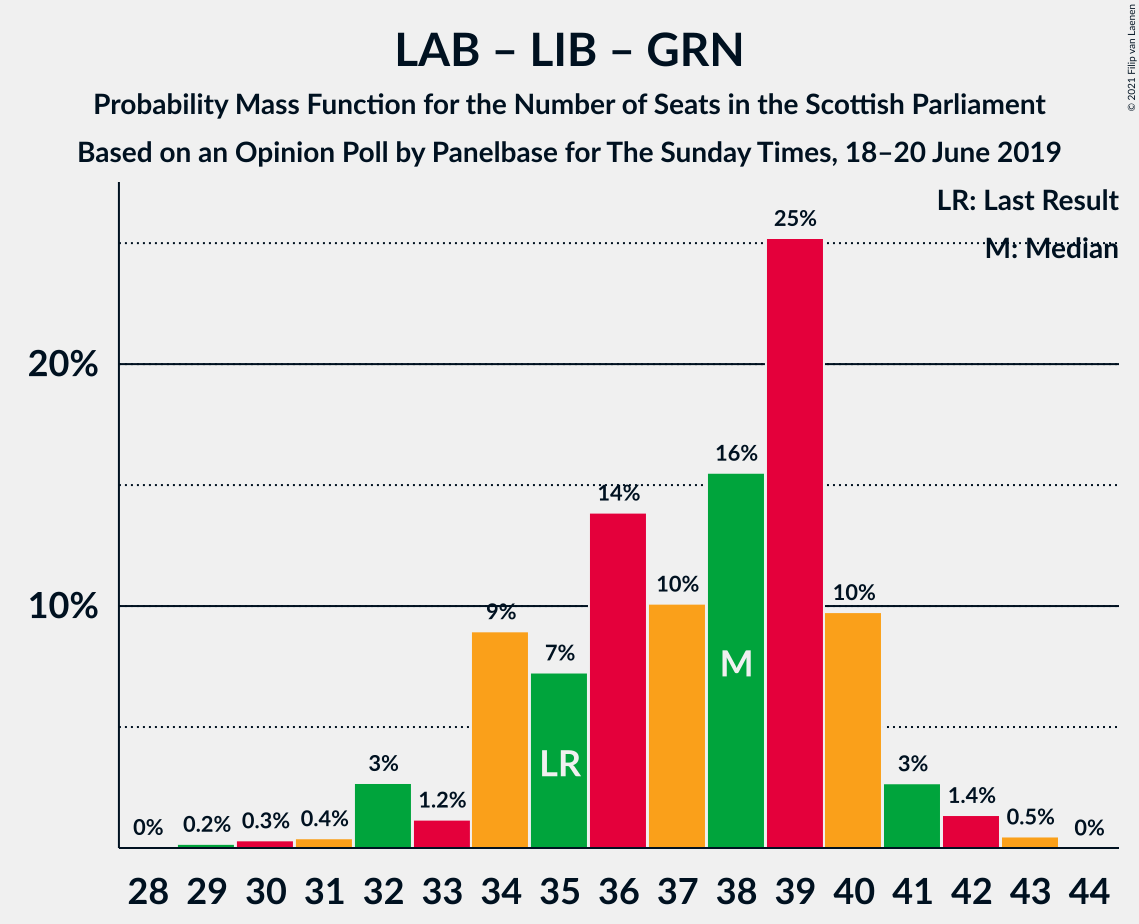 LAB – LIB – GRN
Probability Mass Function for the Number of Seats in the Scottish Parliament
Based on an Opinion Poll by Panelbase for The Sunday Times, 18–20 June 2019
© 2021 Filip van Laenen
LR: Last Result
M: Median
20%
10%
0%
0.2%
0.3%
0.4%
3%
1.2%
9%
7%
14%
10%
16%
25%
10%
3%
1.4%
0.5%
0%
LR
M
28 29 30 31 32 33 34 35 36 37 38 39 40 41 42 43 44